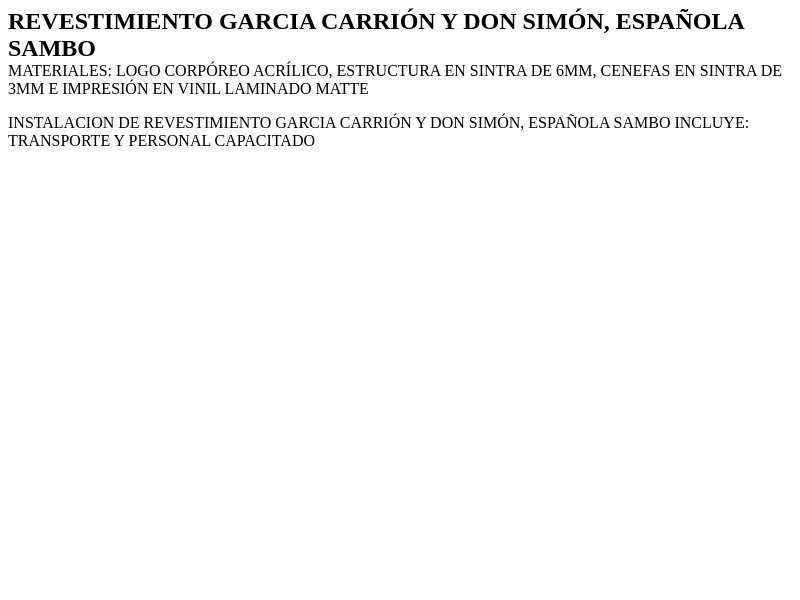 REVESTIMIENTO GARCIA CARRIÓN Y DON SIMÓN, ESPAÑOLA
SAMBO
MATERIALES: LOGO CORPÓREO ACRÍLICO, ESTRUCTURA EN SINTRA DE 6MM, CENEFAS EN SINTRA DE
3MM E IMPRESIÓN EN VINIL LAMINADO MATTE
INSTALACION DE REVESTIMIENTO GARCIA CARRIÓN Y DON SIMÓN, ESPAÑOLA SAMBO INCLUYE:
TRANSPORTE Y PERSONAL CAPACITADO